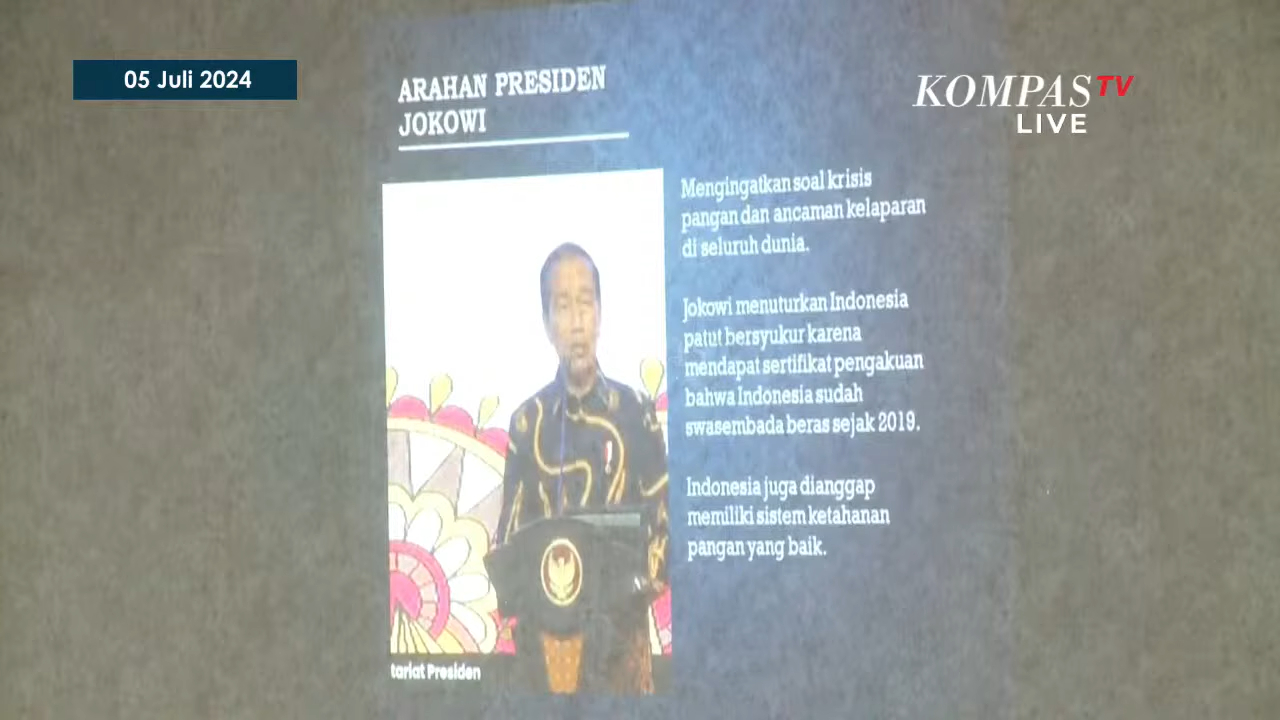 05 Juli 2024
KOMPAS TV
LIVE
ARAHAN PRESIDEN
JOKOWI
Mengingatkan soal krisis
pangan dan ancaman kelaparan
di seluruh dunia.
Jokowi menuturkan Indonesia
patut bersyukur karena
mendapat sertifikat pengakuan
bahwa Indonesia sudah
swasembada beras sejak 2019.
Indonesia juga dianggap
memiliki sistem ketahanan
pangan yang baik.
tariat Presiden